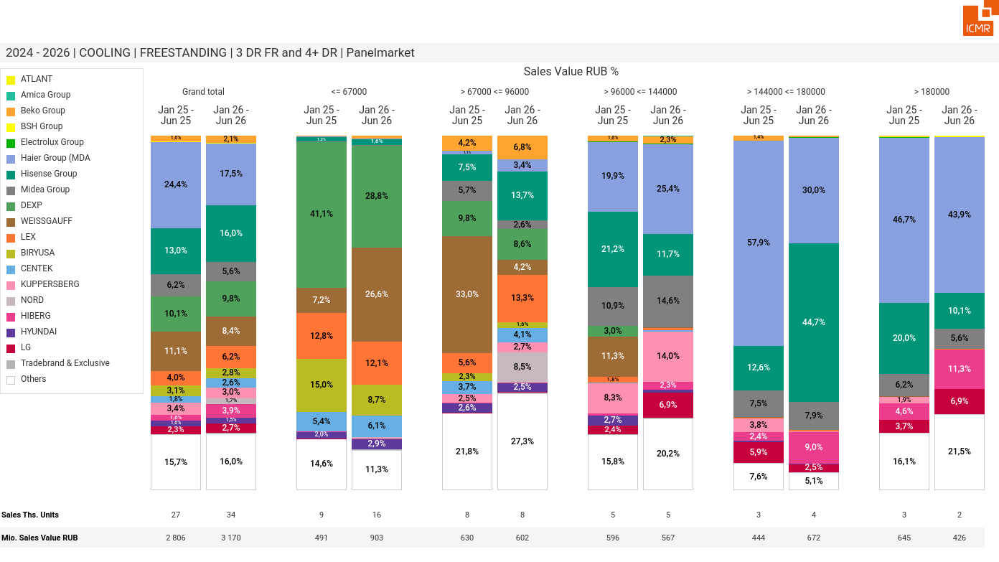 ICMR
2024 - 2026 | COOLING | FREESTANDING | 3 DR FR and 4+ DR | Panelmarket
Sales Value RUB %
ATLANT
Amica Group
Beko Group
BSH Group
Electrolux Group
Haier Group (MDA
Hisense Group
Midea Group
DEXP
WEISSGAUFF
LEX
BIRYUSA
CENTEK
KUPPERSBERG
NORD
HIBERG
HYUNDAI
LG
Tradebrand & Exclusive
Others
Grand total
Jan 25 -
Jun 25
1,6%
24,4%
13,0%
6,2%
10,1%
11,1%
4,0%
3,1%
1,8%
3,4%
1,6%
1,6%
2,3%
15,7%
Jan 26 -
Jun 26
2,1%
17,5%
16,0%
5,6%
9,8%
8,4%
6,2%
2,8%
2,6%
3,0%
1,7%
3,9%
1,5%
2,7%
16,0%
<= 67000
Jan 25 -
Jun 25
1,2%
41,1%
7,2%
12,8%
15,0%
5,4%
2,0%
14,6%
Jan 26 -
Jun 26
1,6%
28,8%
26,6%
12,1%
8,7%
6,1%
2,9%
11,3%
> 67000 <= 96000
Jan 25 -
Jun 25
4,2%
1,1%
7,5%
5,7%
9,8%
33,0%
5,6%
2,3%
3,7%
2,5%
2,6%
21,8%
Jan 26 -
Jun 26
6,8%
3,4%
13,7%
2,6%
8,6%
4,2%
13,3%
1,6%
4,1%
2,7%
8,5%
2,5%
27,3%
> 96000 <= 144000
Jan 25 -
Jun 25
1,6%
19,9%
21,2%
10,9%
3,0%
11,3%
1,8%
8,3%
2,7%
2,4%
15,8%
Jan 26 -
Jun 26
2,3%
25,4%
11,7%
14,6%
14,0%
2,3%
6,9%
20,2%
> 144000 <= 180000
Jan 25 -
Jun 25
1,4%
57,9%
12,6%
7,5%
3,8%
2,4%
5,9%
7,6%
Jan 26 -
Jun 26
30,0%
44,7%
7,9%
9,0%
2,5%
5,1%
> 180000
Jan 25 -
Jun 25
46,7%
20,0%
6,2%
1,9%
4,6%
3,7%
16,1%
Jan 26 -
Jun 26
43,9%
10,1%
5,6%
11,3%
6,9%
21,5%
Sales Ths. Units 27 34 9 16 8 8 5 5 3 4 3 2
Mio. Sales Value RUB 2 806 3 170 491 903 630 602 596 567 444 672 645 426